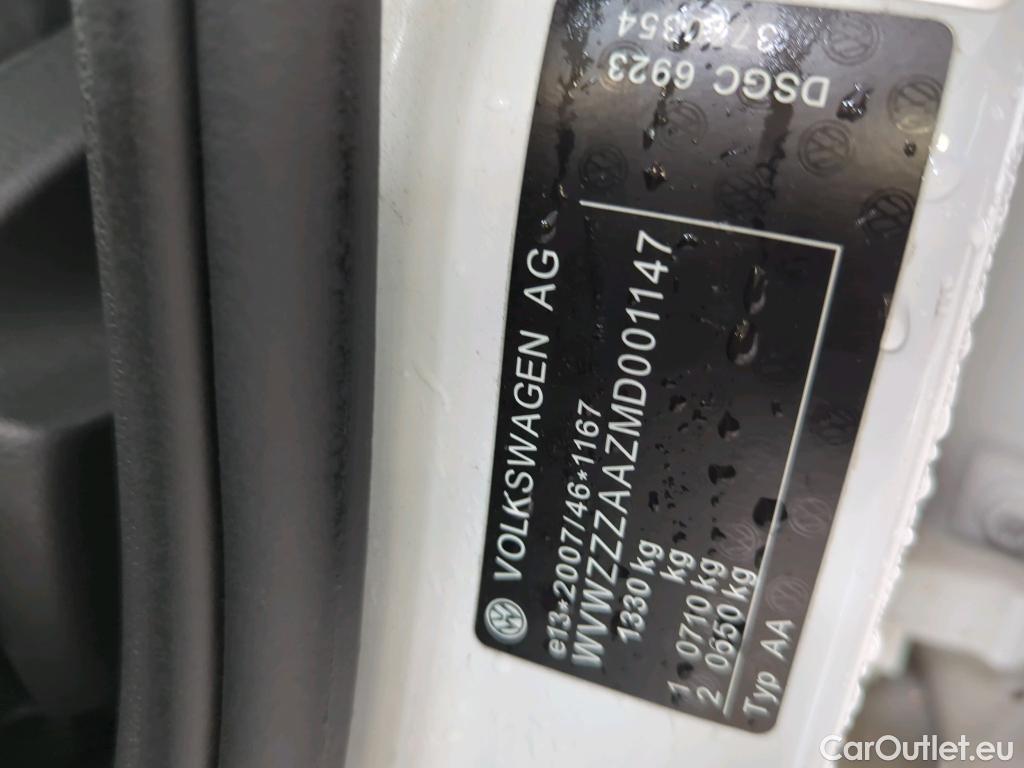 VOLKSWAGEN AG
e13*2007/46*1167
WVWZZZAAZMD001147
1330 kg
kg
1 0710 kg
2 0650 kg
Typ AA
DSGC 6923
CarOutlet.eu